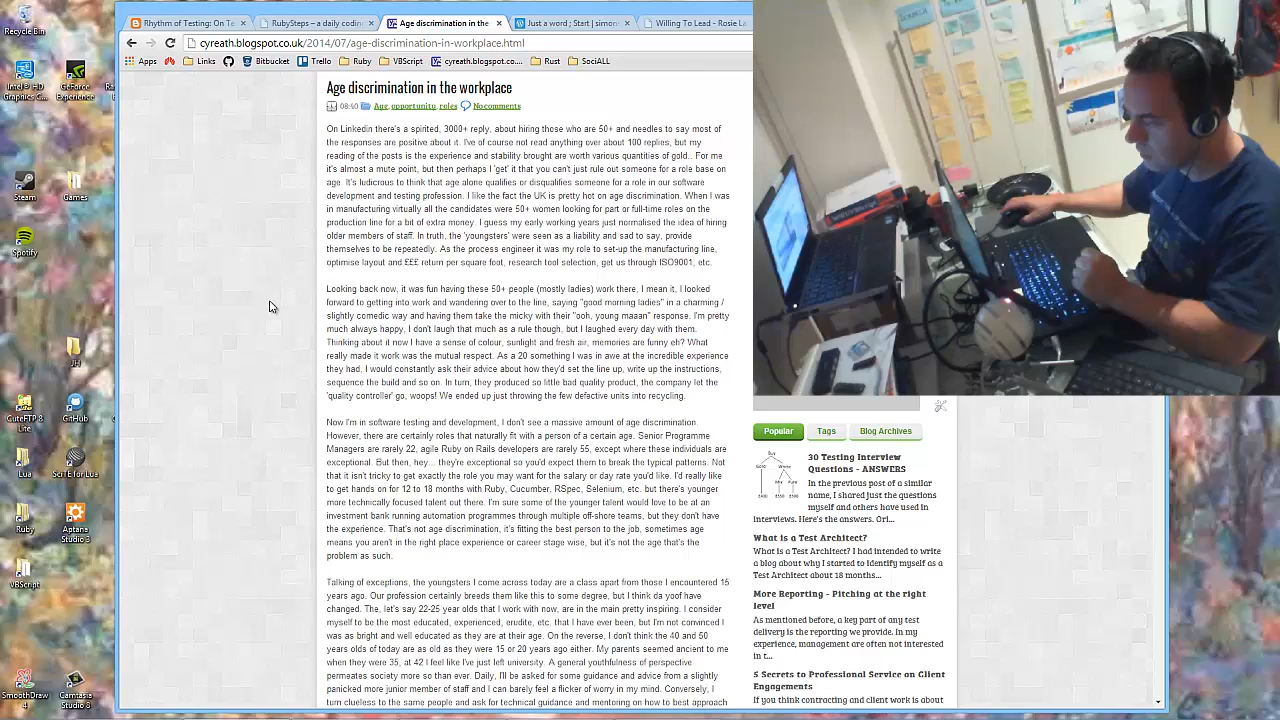 Recycle Bin
Rhythm of Testing: On Te
RubySteps – a daily codin
Age discrimination in the
Just a word ; Start | simon
Willing To Lead - Rosie La
cyreath.blogspot.co.uk/2014/07/age-discrimination-in-workplace.html
Apps
Links
Bitbucket
Trello
Ruby
VBScript
cyreath.blogspot.co....
Rust
SociALL
Intel® HD
Graphics C...
GeForce
Experience
Steam
Games
Spotify
JH
CuteFTP 8
Lite
GitHub
Lua
SciTE for Lua
Ruby
Aptana
Studio 3
VBScript
SmoothDraw
4
Camtasia
Studio 8
Age discrimination in the workplace
08:40 Age, opportunity, roles No comments
On Linkedin there's a spirited, 3000+ reply, about hiring those who are 50+ and needles to say most of
the responses are positive about it. I've of course not read anything over about 100 replies, but my
reading of the posts is the experience and stability brought are worth various quantities of gold.. For me
it's almost a mute point, but then perhaps I 'get' it that you can't just rule out someone for a role base on
age. It's ludicrous to think that age alone qualifies or disqualifies someone for a role in our software
development and testing profession. I like the fact the UK is pretty hot on age discrimination. When I was
in manufacturing virtually all the candidates were 50+ women looking for part or full-time roles on the
production line for a bit of extra money. I guess my early working years just normalised the idea of hiring
older members of staff. In truth, the 'youngsters' were seen as a liability and sad to say, provide
themselves to be repeatedly. As the process engineer it was my role to set-up the manufacturing line,
optimise layout and £££ return per square foot, research tool selection, get us through ISO9001, etc.
Looking back now, it was fun having these 50+ people (mostly ladies) work there, I mean it, I looked
forward to getting into work and wandering over to the line, saying "good morning ladies" in a charming /
slightly comedic way and having them take the micky with their "ooh, young maaan" response. I'm pretty
much always happy, I don't laugh that much as a rule though, but I laughed every day with them.
Thinking about it now I have a sense of colour, sunlight and fresh air, memories are funny eh? What
really made it work was the mutual respect. As a 20 something I was in awe at the incredible experience
they had, I would constantly ask their advice about how they'd set the line up, write up the instructions,
sequence the build and so on. In turn, they produced so little bad quality product, the company let the
'quality controller' go, woops! We ended up just throwing the few defective units into recycling.
Now I'm in software testing and development, I don't see a massive amount of age discrimination.
However, there are certainly roles that naturally fit with a person of a certain age. Senior Programme
Managers are rarely 22, agile Ruby on Rails developers are rarely 55, except where these individuals are
exceptional. But then, hey... they're exceptional so you'd expect them to break the typical patterns. Not
that it isn't tricky to get exactly the role you may want for the salary or day rate you'd like. I'd really like
to get hands on for 12 to 18 months with Ruby, Cucumber, RSpec, Selenium, etc. but there's younger
more technically focused talent out there. I'm sure some of the younger talent would love to be at an
investment bank running automation programmes through multiple off-shore teams, but they don't have
the experience. That's not age discrimination, it's fitting the best person to the job, sometimes age
means you aren't in the right place experience or career stage wise, but it's not the age that's the
problem as such.
Talking of exceptions, the youngsters I come across today are a class apart from those I encountered 15
years ago. Our profession certainly breeds them like this to some degree, but I think da yoof have
changed. The, let's say 22-25 year olds that I work with now, are in the main pretty inspiring. I consider
myself to be the most educated, experienced, erudite, etc. that I have ever been, but I'm not convinced I
was as bright and well educated as they are at their age. On the reverse, I don't think the 40 and 50
years olds of today are as old as they were 15 or 20 years ago either. My parents seemed ancient to me
when they were 35, at 42 I feel like I've just left university. A general youthfulness of perspective
permeates society more so than ever. Daily, I'll be asked for some guidance and advice from a slightly
panicked more junior member of staff and I can barely feel a flicker of worry in my mind. Conversely, I
turn clueless to the same people and ask for technical guidance and mentoring on how to best approach
Popular
Tags
Blog Archives
30 Testing Interview
Questions - ANSWERS
In the previous post of a similar
name, I shared just the questions
myself and others have used in
interviews. Here's the answers. Ori...
What is a Test Architect?
What is a Test Architect? I had intended to write
a blog about why I started to identify myself as a
Test Architect about 18 months...
More Reporting - Pitching at the right
level
As mentioned before, a key part of any test
delivery is the reporting we provide. In my
experience, management are often not interested
in t...
5 Secrets to Professional Service on Client
Engagements
If you think contracting and client work is about